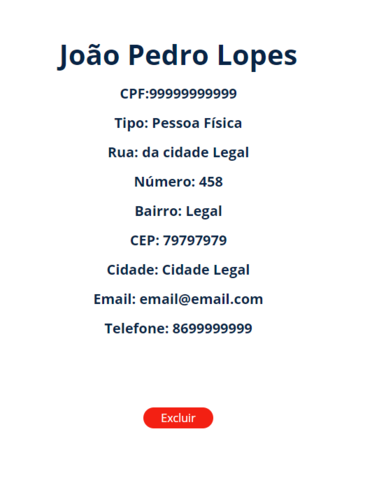 João Pedro Lopes
CPF:99999999999
Tipo: Pessoa Física
Rua: da cidade Legal
Número: 458
Bairro: Legal
CEP: 79797979
Cidade: Cidade Legal
Email: email@email.com
Telefone: 8699999999
Excluir